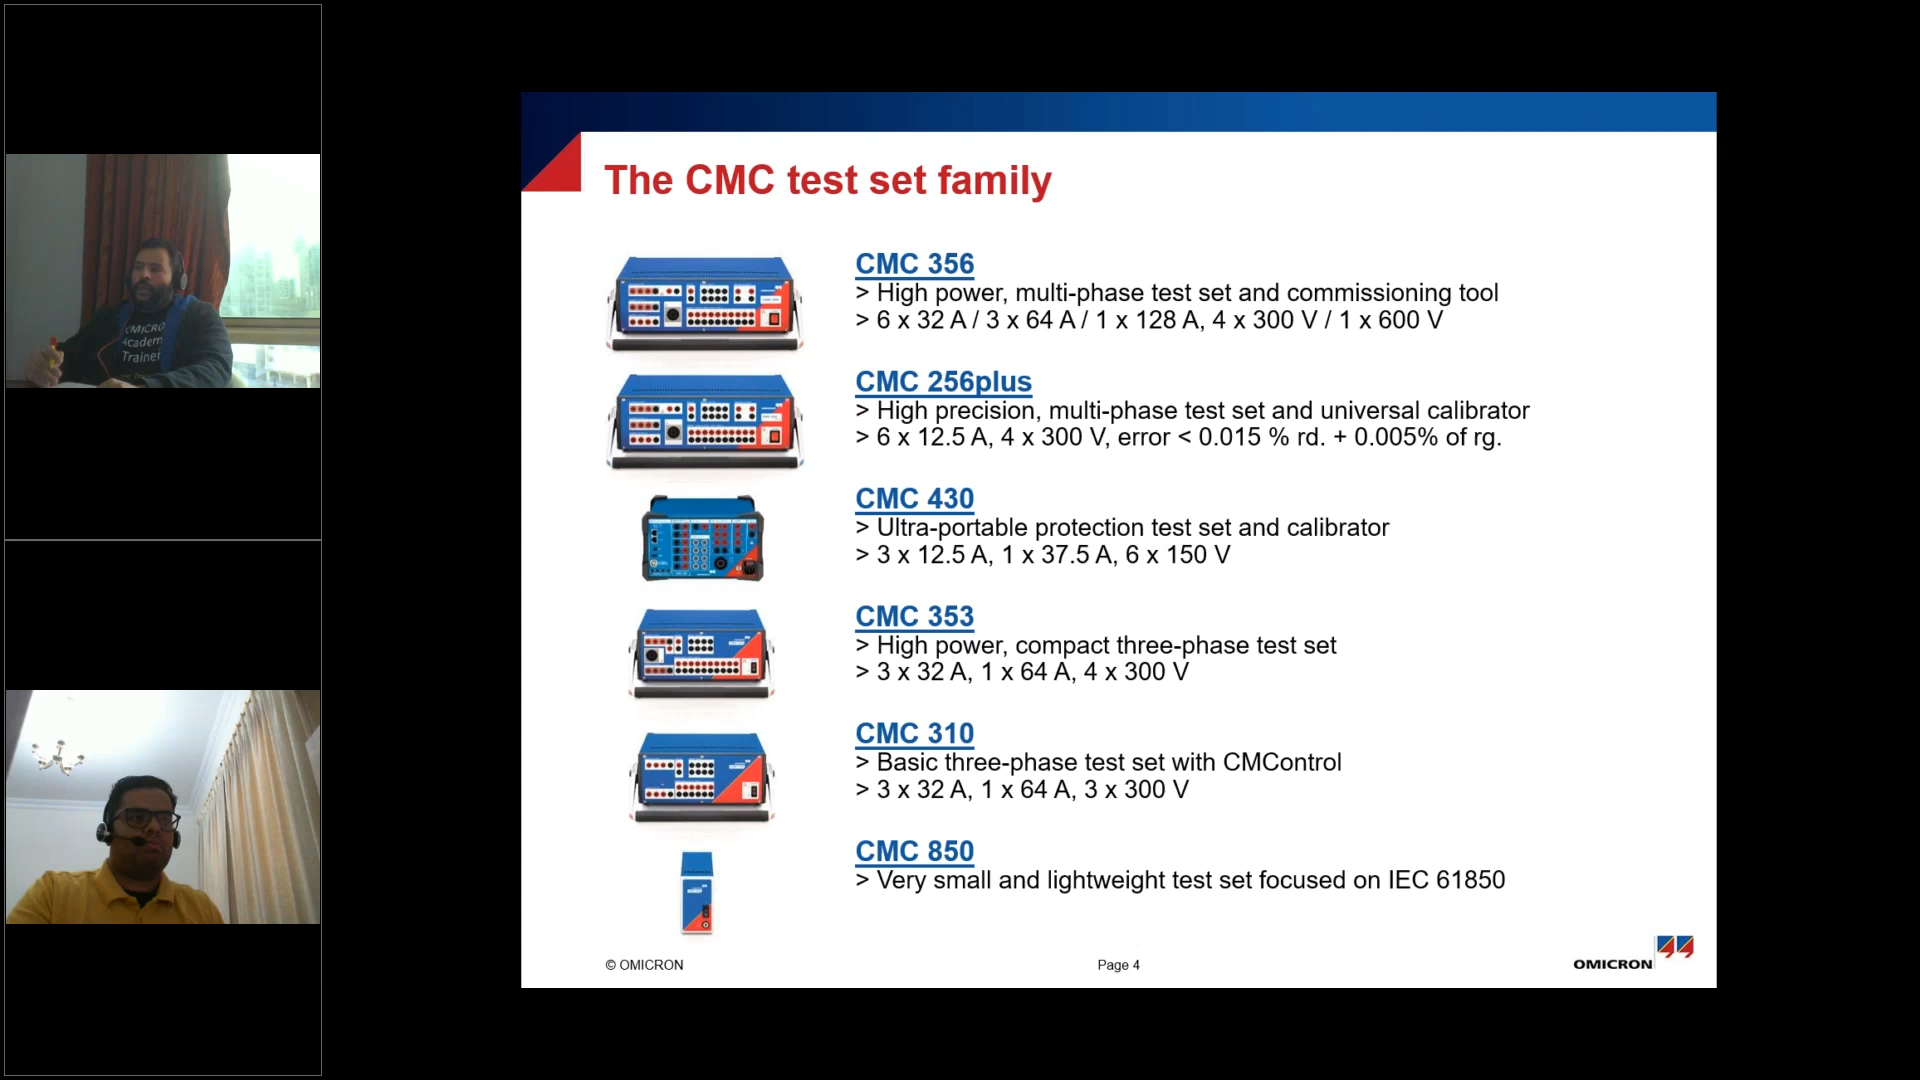 The CMC test set family
CMC 356
> High power, multi-phase test set and commissioning tool
> 6 x 32 A / 3 x 64 A / 1 x 128 A, 4 x 300 V / 1 x 600 V
CMC 256plus
> High precision, multi-phase test set and universal calibrator
> 6 x 12.5 A, 4 x 300 V, error < 0.015 % rd. + 0.005% of rg.
CMC 430
> Ultra-portable protection test set and calibrator
> 3 x 12.5 A, 1 x 37.5 A, 6 x 150 V
CMC 353
> High power, compact three-phase test set
> 3 x 32 A, 1 x 64 A, 4 x 300 V
CMC 310
> Basic three-phase test set with CMControl
> 3 x 32 A, 1 x 64 A, 3 x 300 V
CMC 850
> Very small and lightweight test set focused on IEC 61850
© OMICRON
Page 4
OMICRON
Trainer